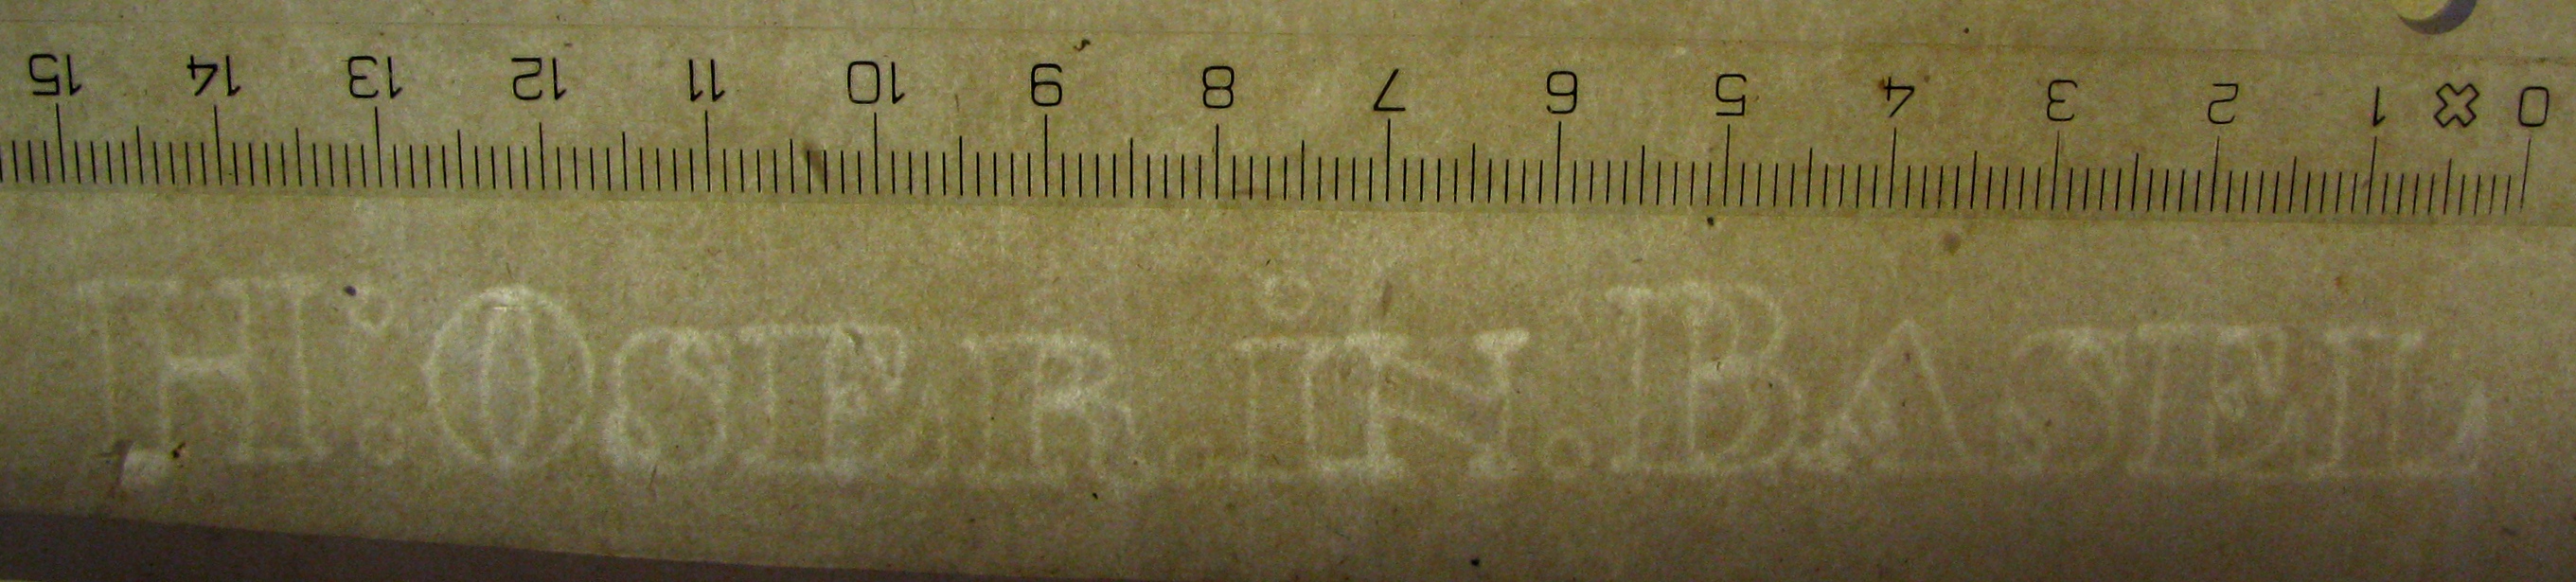 15 14 13 12 11 10 9 8 7 6 5 4 3 2 1 0
H: OSER. iN. BASEL